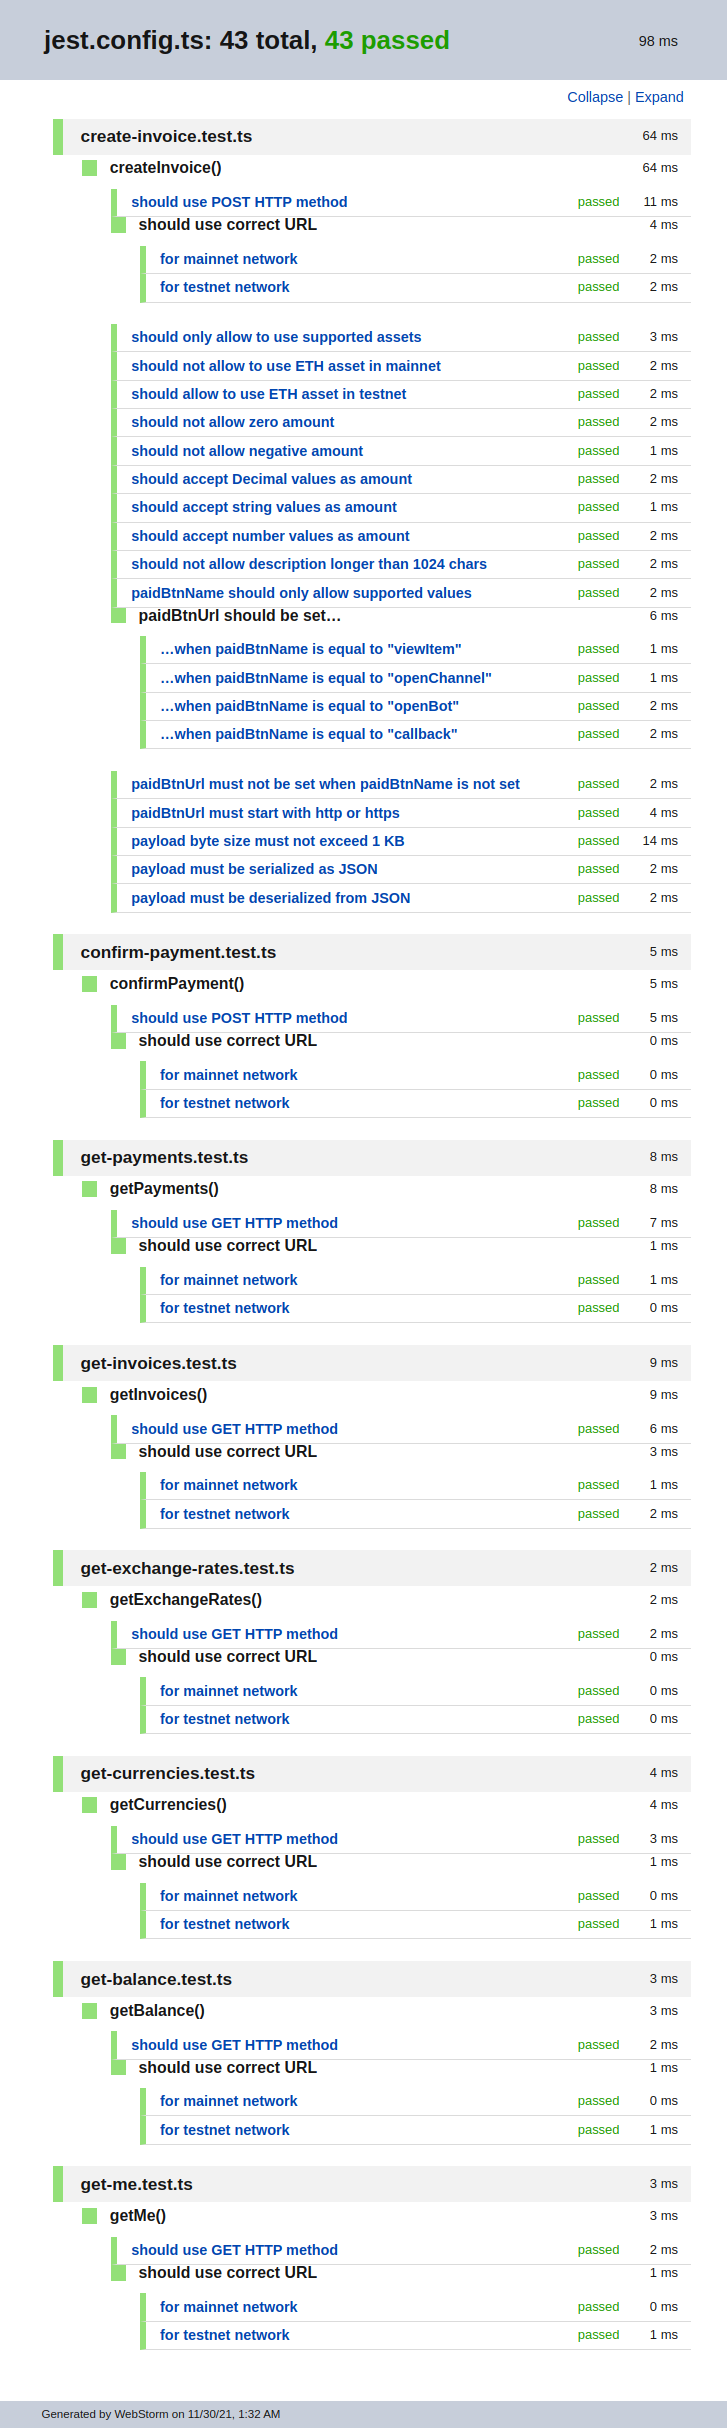 jest.config.ts: 43 total, 43 passed 98 ms
Collapse | Expand
create-invoice.test.ts 64 ms
createInvoice() 64 ms
should use POST HTTP method passed 11 ms
should use correct URL 4 ms
for mainnet network passed 2 ms
for testnet network passed 2 ms
should only allow to use supported assets passed 3 ms
should not allow to use ETH asset in mainnet passed 2 ms
should allow to use ETH asset in testnet passed 2 ms
should not allow zero amount passed 2 ms
should not allow negative amount passed 1 ms
should accept Decimal values as amount passed 2 ms
should accept string values as amount passed 1 ms
should accept number values as amount passed 2 ms
should not allow description longer than 1024 chars passed 2 ms
paidBtnName should only allow supported values passed 2 ms
paidBtnUrl should be set… 6 ms
…when paidBtnName is equal to "viewItem" passed 1 ms
…when paidBtnName is equal to "openChannel" passed 1 ms
…when paidBtnName is equal to "openBot" passed 2 ms
…when paidBtnName is equal to "callback" passed 2 ms
paidBtnUrl must not be set when paidBtnName is not set passed 2 ms
paidBtnUrl must start with http or https passed 4 ms
payload byte size must not exceed 1 KB passed 14 ms
payload must be serialized as JSON passed 2 ms
payload must be deserialized from JSON passed 2 ms
confirm-payment.test.ts 5 ms
confirmPayment() 5 ms
should use POST HTTP method passed 5 ms
should use correct URL 0 ms
for mainnet network passed 0 ms
for testnet network passed 0 ms
get-payments.test.ts 8 ms
getPayments() 8 ms
should use GET HTTP method passed 7 ms
should use correct URL 1 ms
for mainnet network passed 1 ms
for testnet network passed 0 ms
get-invoices.test.ts 9 ms
getInvoices() 9 ms
should use GET HTTP method passed 6 ms
should use correct URL 3 ms
for mainnet network passed 1 ms
for testnet network passed 2 ms
get-exchange-rates.test.ts 2 ms
getExchangeRates() 2 ms
should use GET HTTP method passed 2 ms
should use correct URL 0 ms
for mainnet network passed 0 ms
for testnet network passed 0 ms
get-currencies.test.ts 4 ms
getCurrencies() 4 ms
should use GET HTTP method passed 3 ms
should use correct URL 1 ms
for mainnet network passed 0 ms
for testnet network passed 1 ms
get-balance.test.ts 3 ms
getBalance() 3 ms
should use GET HTTP method passed 2 ms
should use correct URL 1 ms
for mainnet network passed 0 ms
for testnet network passed 1 ms
get-me.test.ts 3 ms
getMe() 3 ms
should use GET HTTP method passed 2 ms
should use correct URL 1 ms
for mainnet network passed 0 ms
for testnet network passed 1 ms
Generated by WebStorm on 11/30/21, 1:32 AM